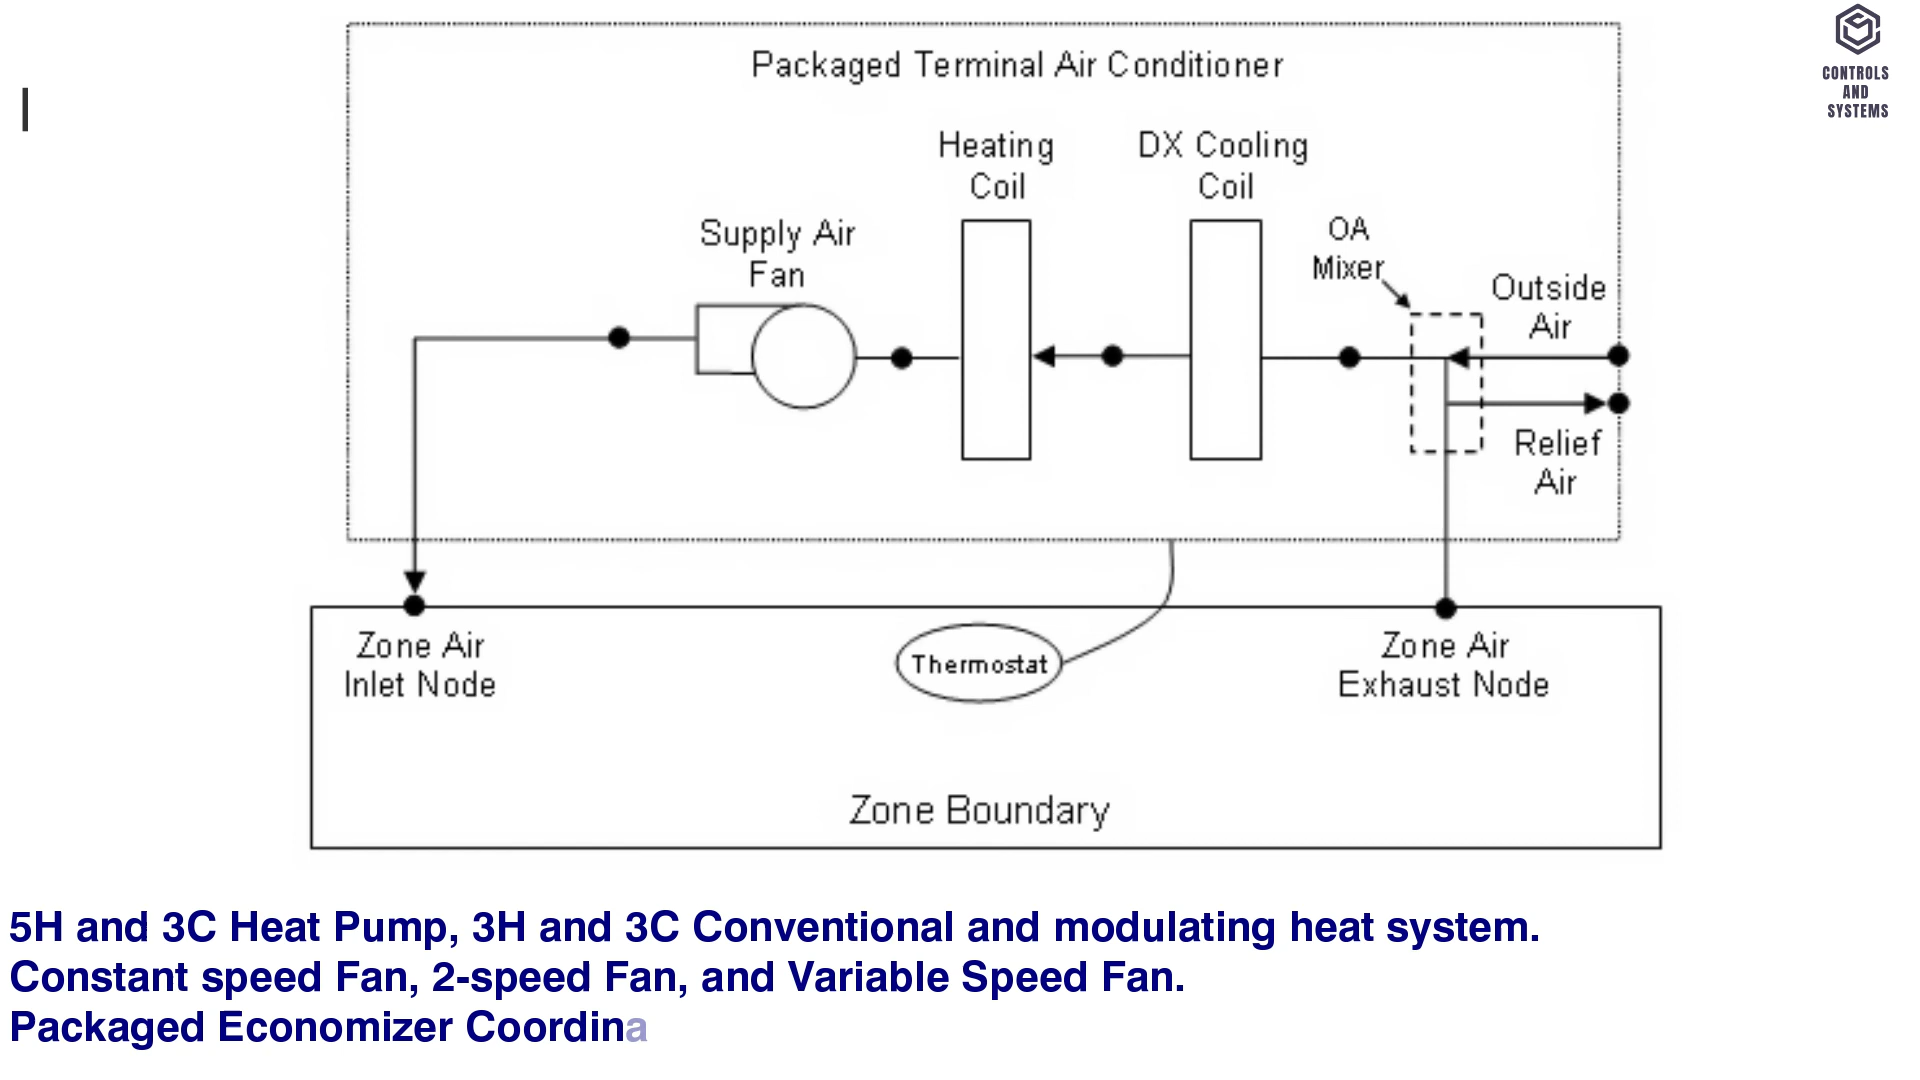 Packaged Terminal Air Conditioner
CONTROLS
AND
SYSTEMS
Heating
Coil
DX Cooling
Coil
Supply Air
Fan
OA
Mixer
Outside
Air
Relief
Air
Zone Air
Inlet Node
Thermostat
Zone Air
Exhaust Node
Zone Boundary
5H and 3C Heat Pump, 3H and 3C Conventional and modulating heat system.
Constant speed Fan, 2-speed Fan, and Variable Speed Fan.
Packaged Economizer Coordina